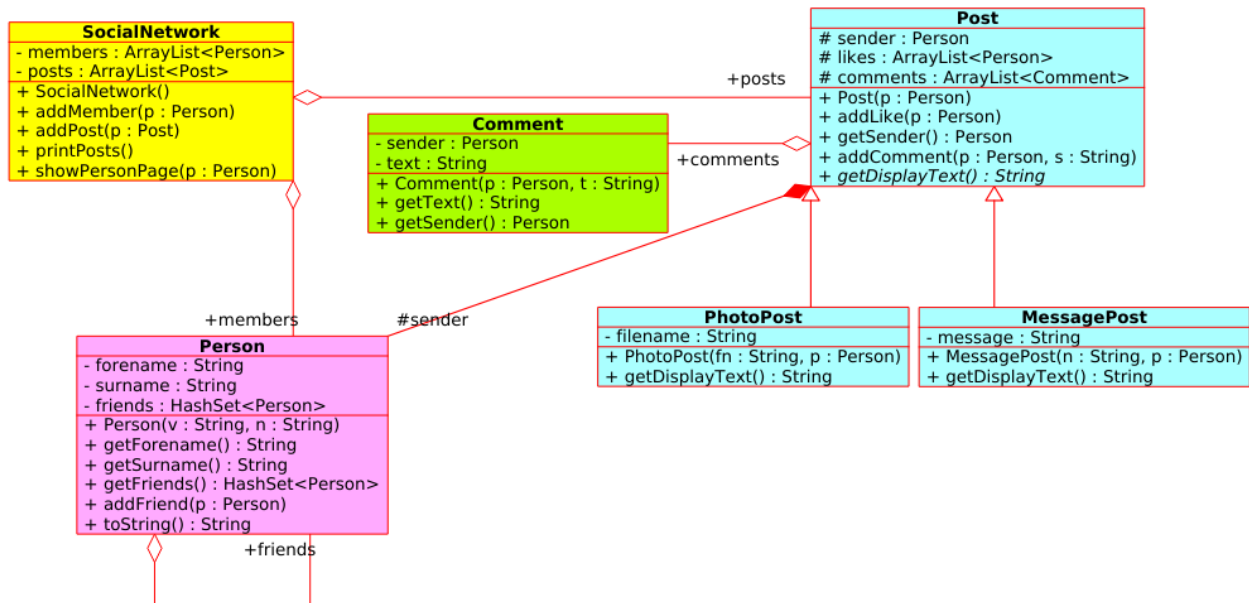 SocialNetwork
- members : ArrayList<Person>
- posts : ArrayList<Post>
+ SocialNetwork()
+ addMember(p : Person)
+ addPost(p : Post)
+ printPosts()
+ showPersonPage(p : Person)
+posts
Post
# sender : Person
# likes : ArrayList<Person>
# comments : ArrayList<Comment>
+ Post(p : Person)
+ addLike(p : Person)
+ getSender() : Person
+ addComment(p : Person, s : String)
+ getDisplayText() : String
Comment
- sender : Person
- text : String
+ Comment(p : Person, t : String)
+ getText() : String
+ getSender() : Person
+comments
+members
#sender
Person
- forename : String
- surname : String
- friends : HashSet<Person>
+ Person(v : String, n : String)
+ getForename() : String
+ getSurname() : String
+ getFriends() : HashSet<Person>
+ addFriend(p : Person)
+ toString() : String
+friends
PhotoPost
- filename : String
+ PhotoPost(fn : String, p : Person)
+ getDisplayText() : String
MessagePost
- message : String
+ MessagePost(n : String, p : Person)
+ getDisplayText() : String